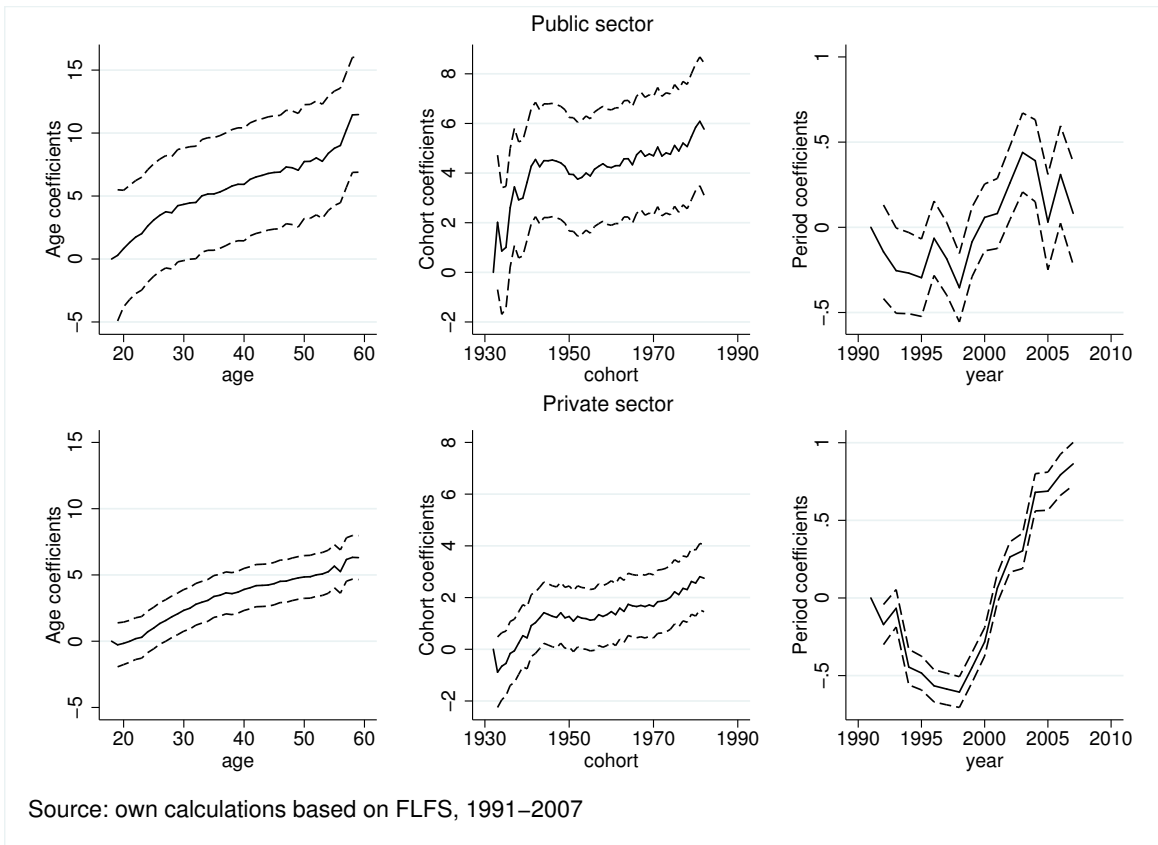 Public sector
Age coefficients
−5 0 5 10 15
20 30 40 50 60
age
Cohort coefficients
−2 0 2 4 6 8
1930 1950 1970 1990
cohort
Period coefficients
−.5 0 .5 1
1990 1995 2000 2005 2010
year
Private sector
Age coefficients
−5 0 5 10 15
20 30 40 50 60
age
Cohort coefficients
−2 0 2 4 6 8
1930 1950 1970 1990
cohort
Period coefficients
−.5 0 .5 1
1990 1995 2000 2005 2010
year
Source: own calculations based on FLFS, 1991−2007